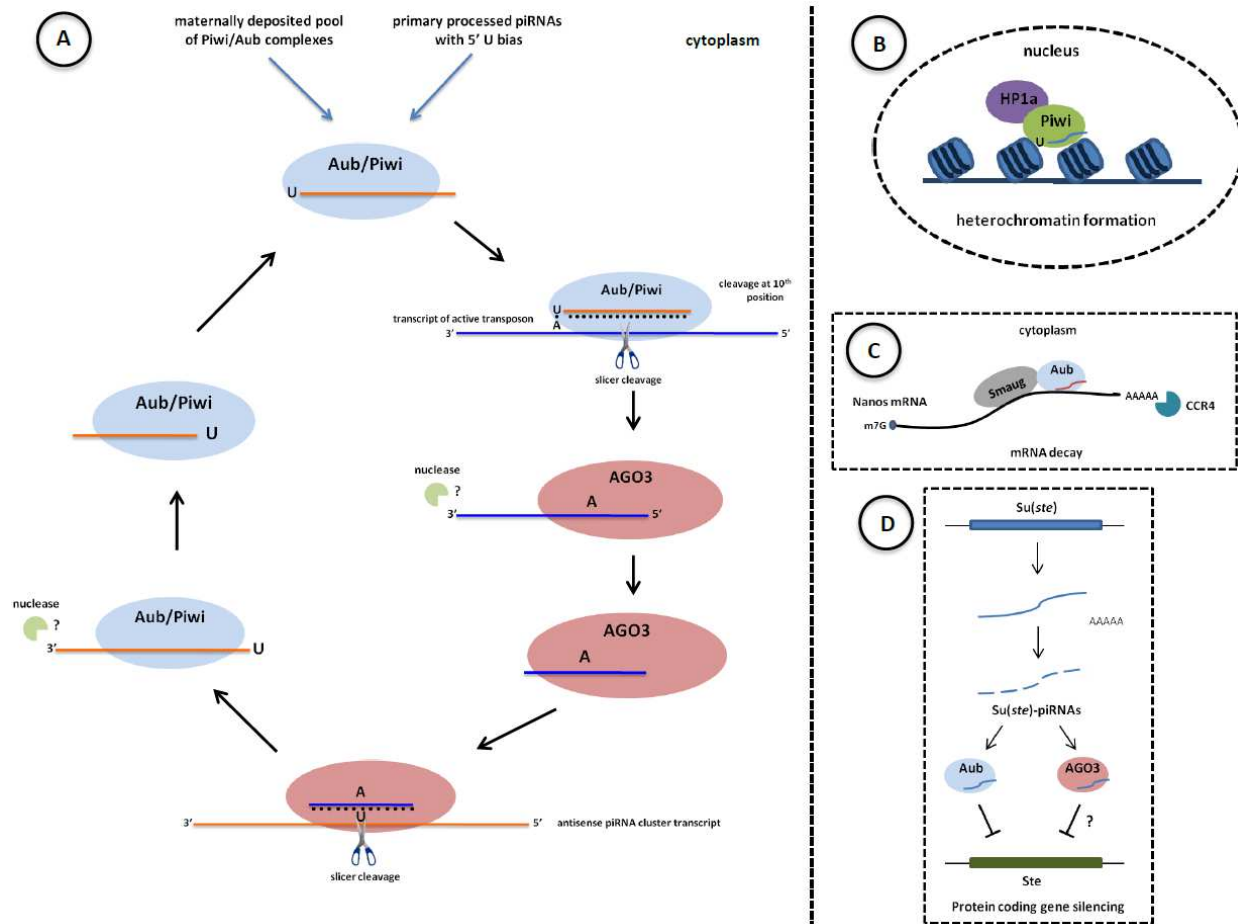 A
maternally deposited pool
of Piwi/Aub complexes
primary processed piRNAs
with 5' U bias
cytoplasm
Aub/Piwi
U
Aub/Piwi
cleavage at 10th
position
U
A
transcript of active transposon
3'
5'
slicer cleavage
nuclease
?
AGO3
A
3'
5'
AGO3
A
A
U
3'
5'
antisense piRNA cluster transcript
slicer cleavage
nuclease
?
Aub/Piwi
3'
U
Aub/Piwi
U
B
nucleus
HP1a
Piwi
U
heterochromatin formation
C
cytoplasm
Smaug
Aub
Nanos mRNA
AAAAA
CCR4
m7G
mRNA decay
D
Su(ste)
AAAAA
Su(ste)-piRNAs
Aub
AGO3
?
Ste
Protein coding gene silencing